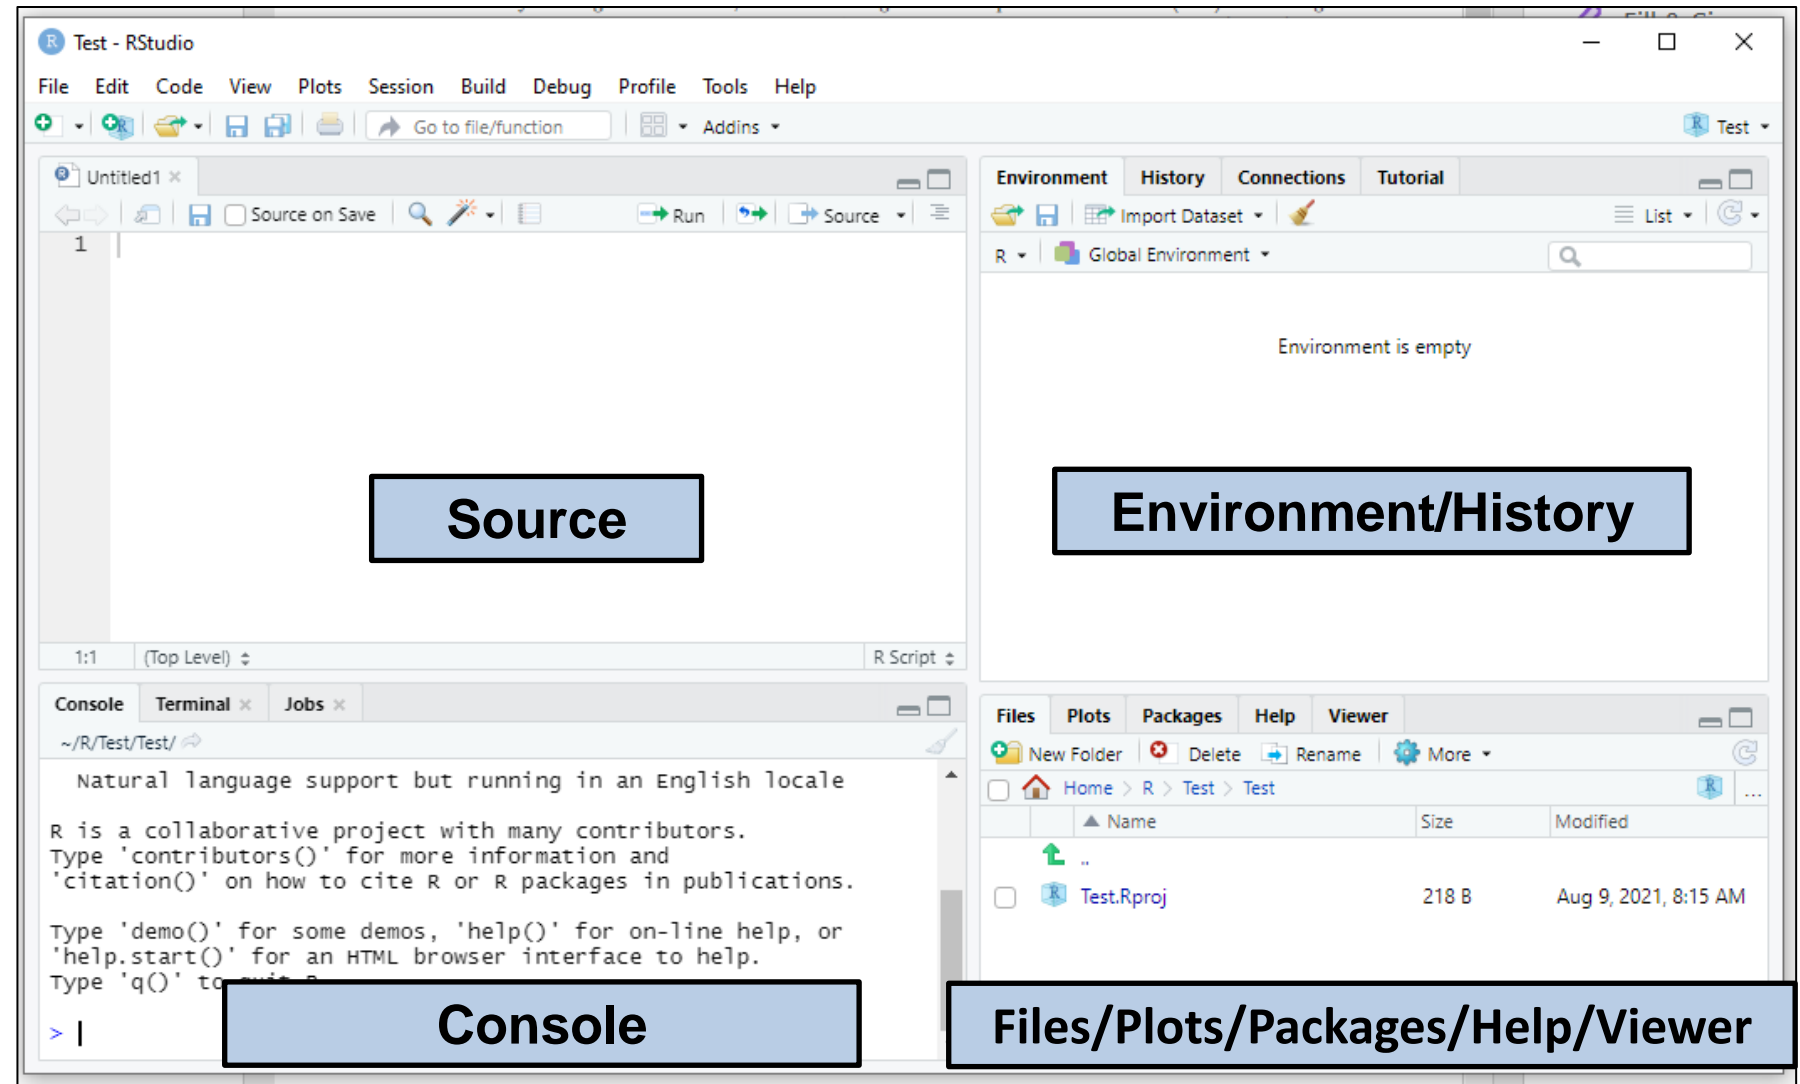 Test - RStudio
File Edit Code View Plots Session Build Debug Profile Tools Help
Go to file/function Addins Test
Untitled1
Source on Save Run Source
1
Source
1:1 (Top Level) R Script
Environment History Connections Tutorial
Import Dataset List
R Global Environment
Environment is empty
Environment/History
Console Terminal Jobs
~/R/Test/Test/
Natural language support but running in an English locale
R is a collaborative project with many contributors.
Type 'contributors()' for more information and
'citation()' on how to cite R or R packages in publications.
Type 'demo()' for some demos, 'help()' for on-line help, or
'help.start()' for an HTML browser interface to help.
Type 'q()' to quit R
>
Console
Files Plots Packages Help Viewer
New Folder Delete Rename More
Home > R > Test > Test ...
Name Size Modified
..
Test.Rproj 218 B Aug 9, 2021, 8:15 AM
Files/Plots/Packages/Help/Viewer